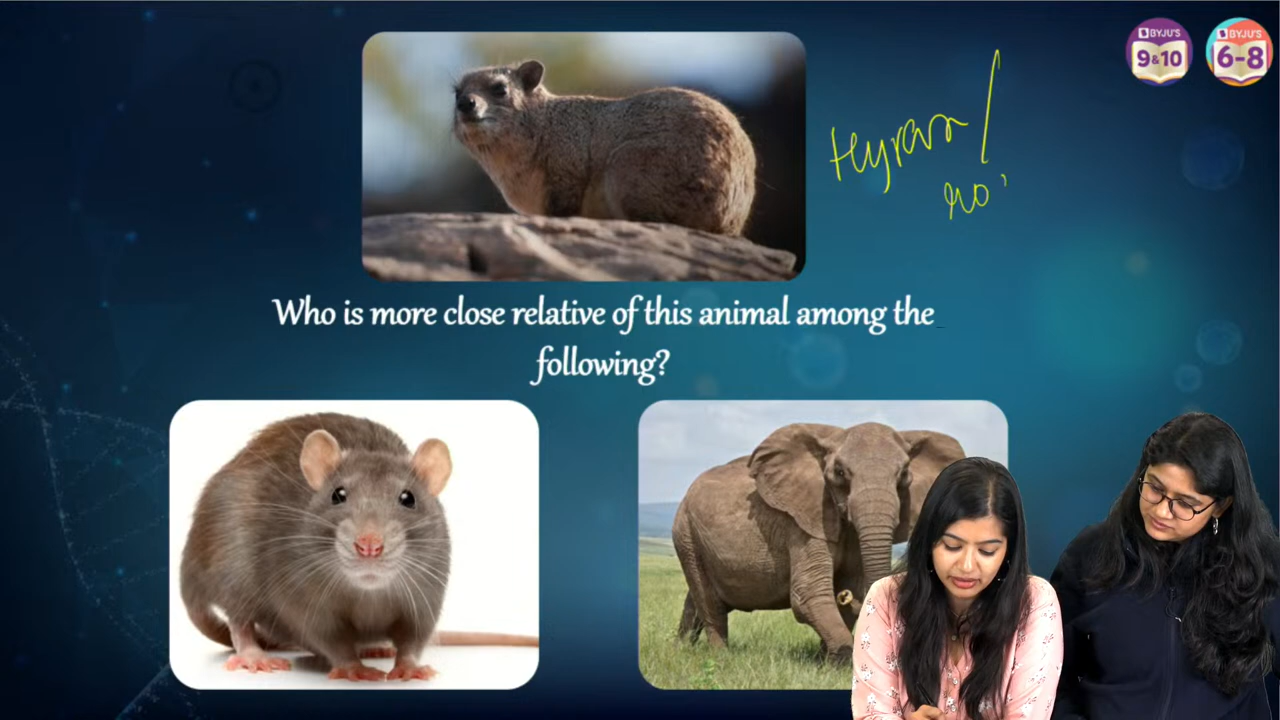 BYJU'S
9&10
BYJU'S
6-8
Hyrax /
Who is more close relative of this animal among the
following?